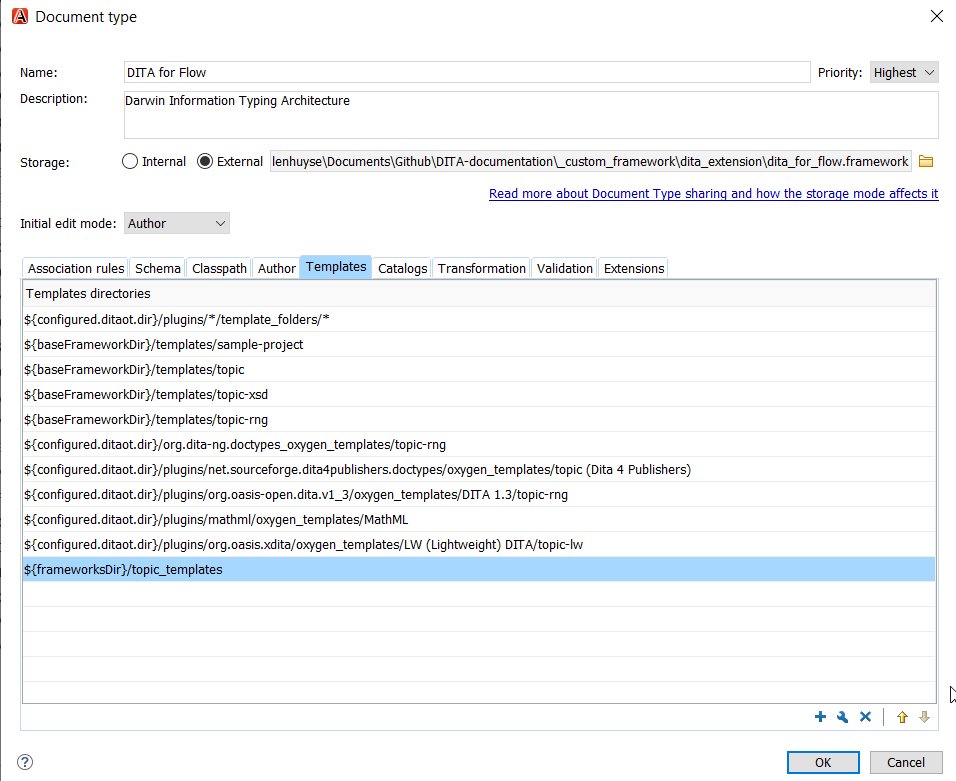 Document type
Name: DITA for Flow Priority: Highest
Description: Darwin Information Typing Architecture
Storage: Internal External lenhuyse\Documents\Github\DITA-documentation\_custom_framework\dita_extension\dita_for_flow.framework
Read more about Document Type sharing and how the storage mode affects it
Initial edit mode: Author
Association rules Schema Classpath Author Templates Catalogs Transformation Validation Extensions
Templates directories
${configured.ditaot.dir}/plugins/*/template_folders/*
${baseFrameworkDir}/templates/sample-project
${baseFrameworkDir}/templates/topic
${baseFrameworkDir}/templates/topic-xsd
${baseFrameworkDir}/templates/topic-rng
${configured.ditaot.dir}/org.dita-ng.doctypes_oxygen_templates/topic-rng
${configured.ditaot.dir}/plugins/net.sourceforge.dita4publishers.doctypes/oxygen_templates/topic (Dita 4 Publishers)
${configured.ditaot.dir}/plugins/org.oasis-open.dita.v1_3/oxygen_templates/DITA 1.3/topic-rng
${configured.ditaot.dir}/plugins/mathml/oxygen_templates/MathML
${configured.ditaot.dir}/plugins/org.oasis.xdita/oxygen_templates/LW (Lightweight) DITA/topic-lw
${frameworksDir}/topic_templates
OK Cancel